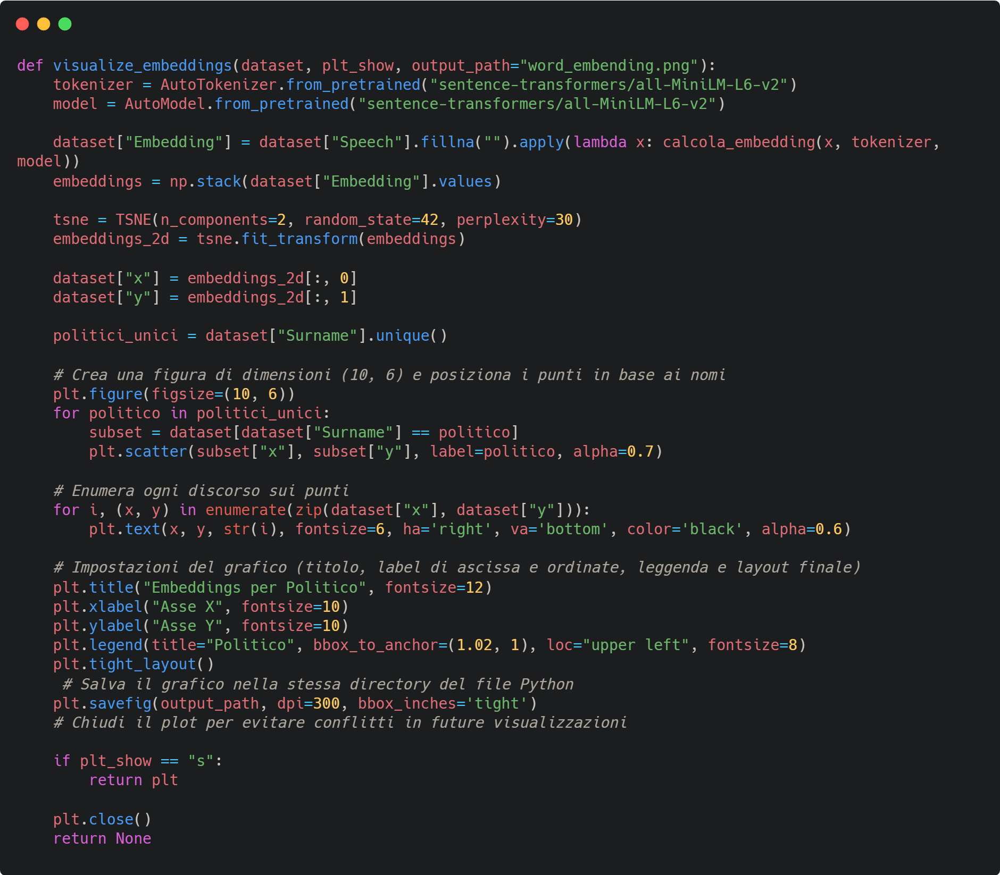 def visualize_embeddings(dataset, plt_show, output_path="word_embending.png"):
    tokenizer = AutoTokenizer.from_pretrained("sentence-transformers/all-MiniLM-L6-v2")
    model = AutoModel.from_pretrained("sentence-transformers/all-MiniLM-L6-v2")

    dataset["Embedding"] = dataset["Speech"].fillna("").apply(lambda x: calcola_embedding(x, tokenizer,
model))
    embeddings = np.stack(dataset["Embedding"].values)

    tsne = TSNE(n_components=2, random_state=42, perplexity=30)
    embeddings_2d = tsne.fit_transform(embeddings)

    dataset["x"] = embeddings_2d[:, 0]
    dataset["y"] = embeddings_2d[:, 1]

    politici_unici = dataset["Surname"].unique()

    # Crea una figura di dimensioni (10, 6) e posiziona i punti in base ai nomi
    plt.figure(figsize=(10, 6))
    for politico in politici_unici:
        subset = dataset[dataset["Surname"] == politico]
        plt.scatter(subset["x"], subset["y"], label=politico, alpha=0.7)

    # Enumera ogni discorso sui punti
    for i, (x, y) in enumerate(zip(dataset["x"], dataset["y"])):
        plt.text(x, y, str(i), fontsize=6, ha='right', va='bottom', color='black', alpha=0.6)

    # Impostazioni del grafico (titolo, label di ascissa e ordinate, leggenda e layout finale)
    plt.title("Embeddings per Politico", fontsize=12)
    plt.xlabel("Asse X", fontsize=10)
    plt.ylabel("Asse Y", fontsize=10)
    plt.legend(title="Politico", bbox_to_anchor=(1.02, 1), loc="upper left", fontsize=8)
    plt.tight_layout()
     # Salva il grafico nella stessa directory del file Python
    plt.savefig(output_path, dpi=300, bbox_inches='tight')
    # Chiudi il plot per evitare conflitti in future visualizzazioni

    if plt_show == "s":
        return plt

    plt.close()
    return None